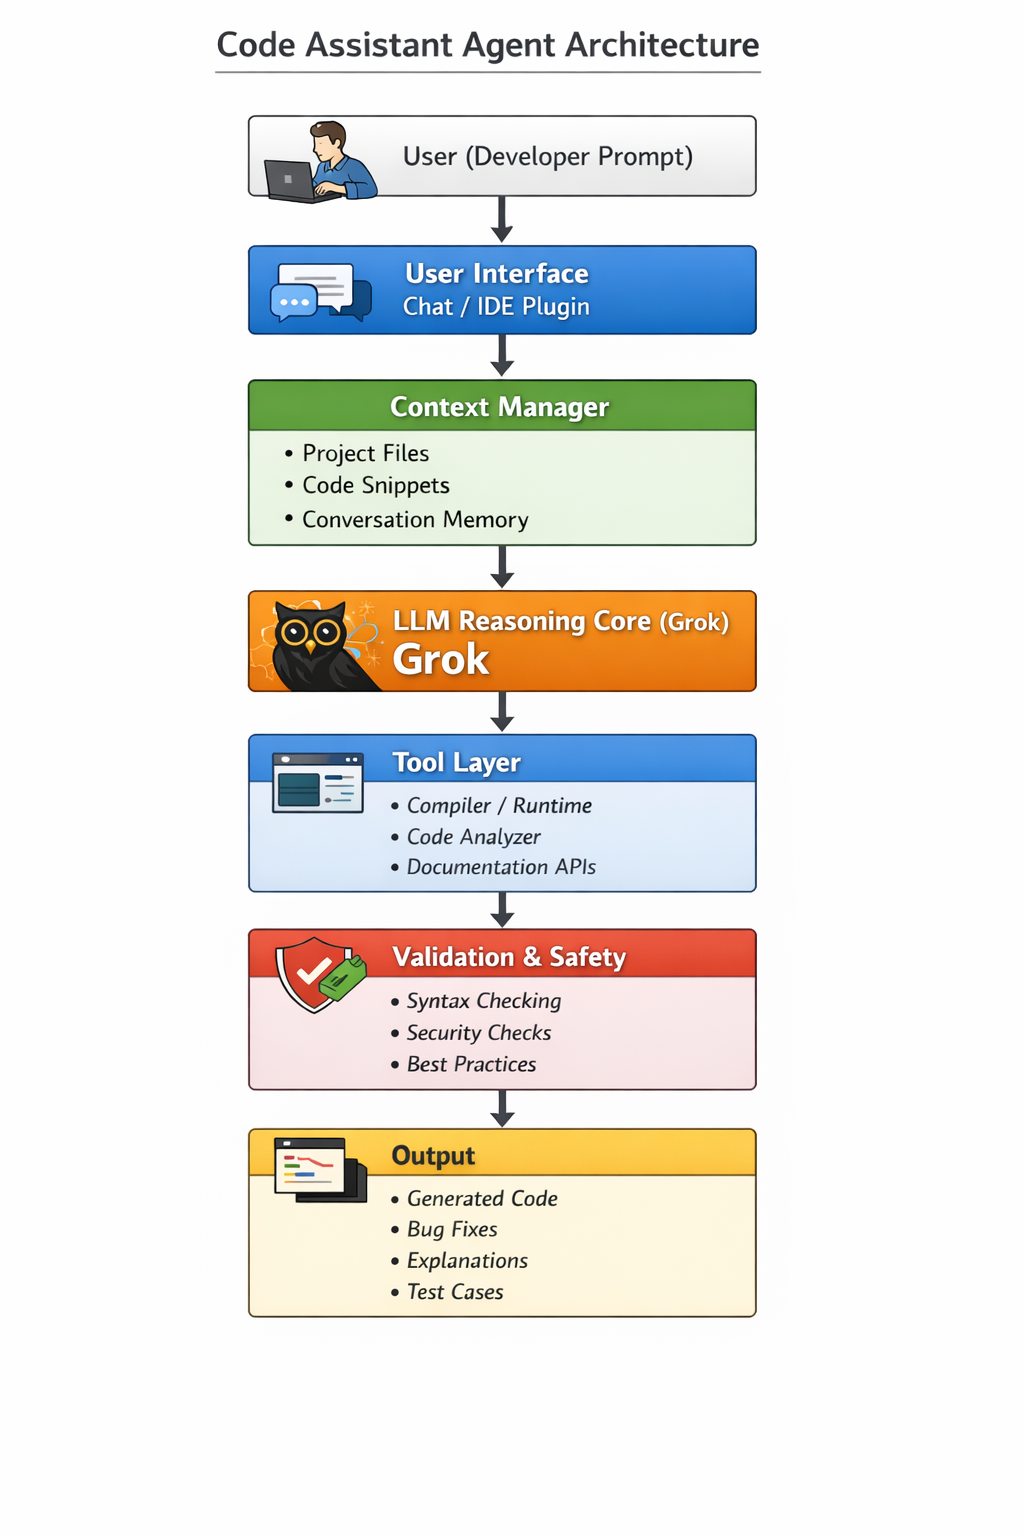 Code Assistant Agent Architecture
User (Developer Prompt)
User Interface
Chat / IDE Plugin
Context Manager
• Project Files
• Code Snippets
• Conversation Memory
LLM Reasoning Core (Grok)
Grok
Tool Layer
• Compiler / Runtime
• Code Analyzer
• Documentation APIs
Validation & Safety
• Syntax Checking
• Security Checks
• Best Practices
Output
• Generated Code
• Bug Fixes
• Explanations
• Test Cases